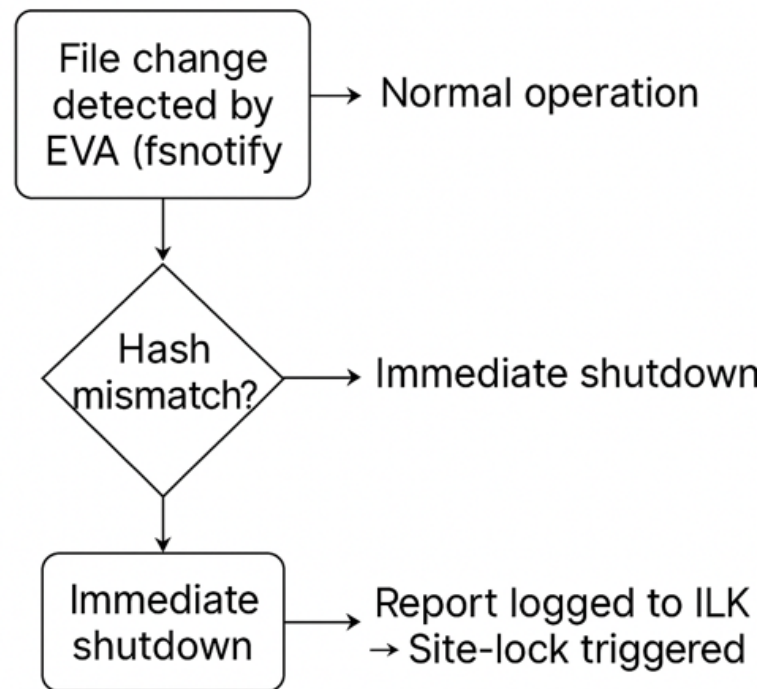 File change
detected by
EVA (fsnotify
Normal operation
Hash
mismatch?
Immediate shutdown
Immediate
shutdown
Report logged to ILK
→ Site-lock triggered